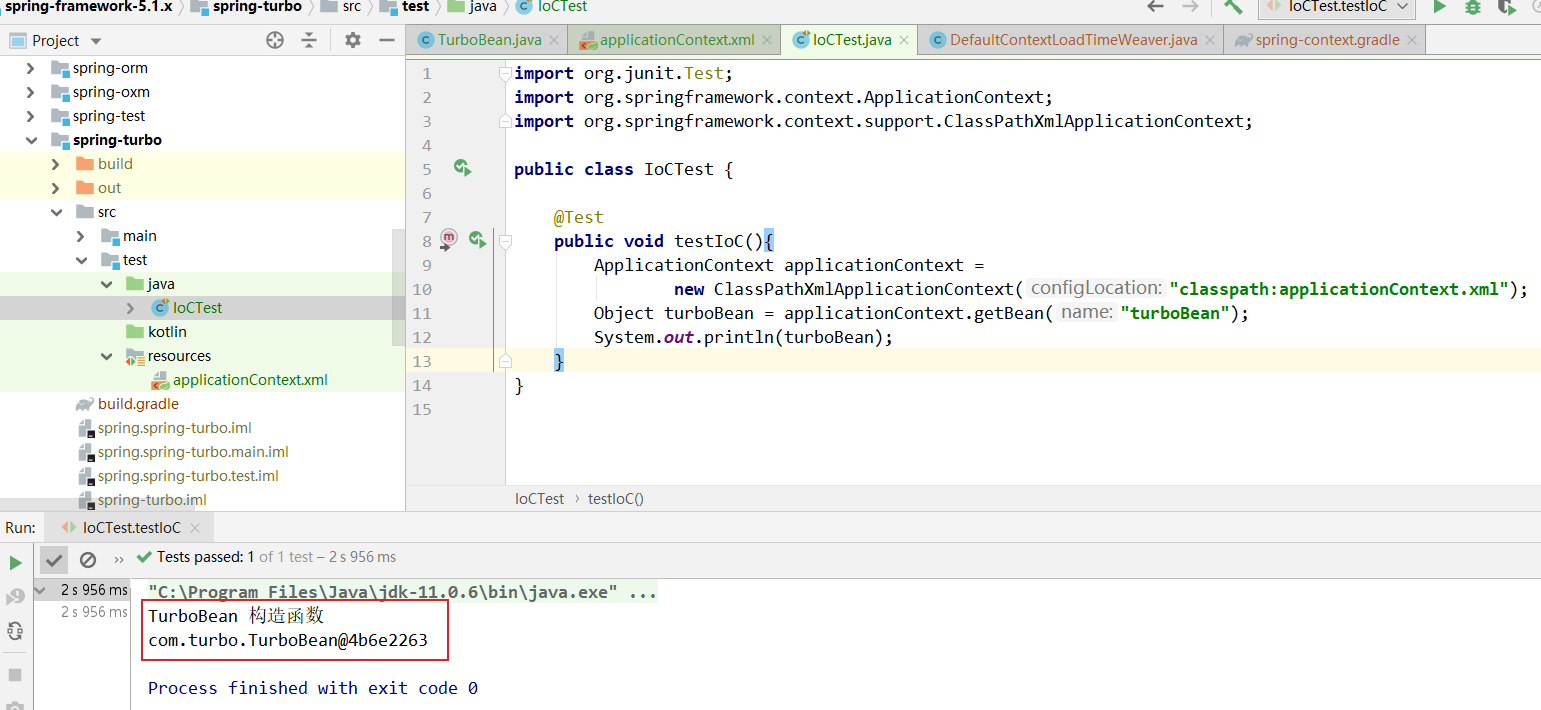 spring-framework-5.1.x spring-turbo src test java IoCTest IoCTest.testIoC
Project
TurboBean.java applicationContext.xml IoCTest.java DefaultContextLoadTimeWeaver.java spring-context.gradle
spring-orm
spring-oxm
spring-test
spring-turbo
build
out
src
main
test
java
IoCTest
kotlin
resources
applicationContext.xml
build.gradle
spring.spring-turbo.iml
spring.spring-turbo.main.iml
spring.spring-turbo.test.iml
spring-turbo.iml
1 import org.junit.Test;
2 import org.springframework.context.ApplicationContext;
3 import org.springframework.context.support.ClassPathXmlApplicationContext;
4
5 public class IoCTest {
6
7 @Test
8 public void testIoC(){
9 ApplicationContext applicationContext =
10 new ClassPathXmlApplicationContext( configLocation: "classpath:applicationContext.xml");
11 Object turboBean = applicationContext.getBean( name: "turboBean");
12 System.out.println(turboBean);
13 }
14 }
15
IoCTest › testIoC()
Run: IoCTest.testIoC
» Tests passed: 1 of 1 test – 2 s 956 ms
2 s 956 ms
2 s 956 ms
"C:\Program Files\Java\jdk-11.0.6\bin\java.exe" ...
TurboBean 构造函数
com.turbo.TurboBean@4b6e2263
Process finished with exit code 0